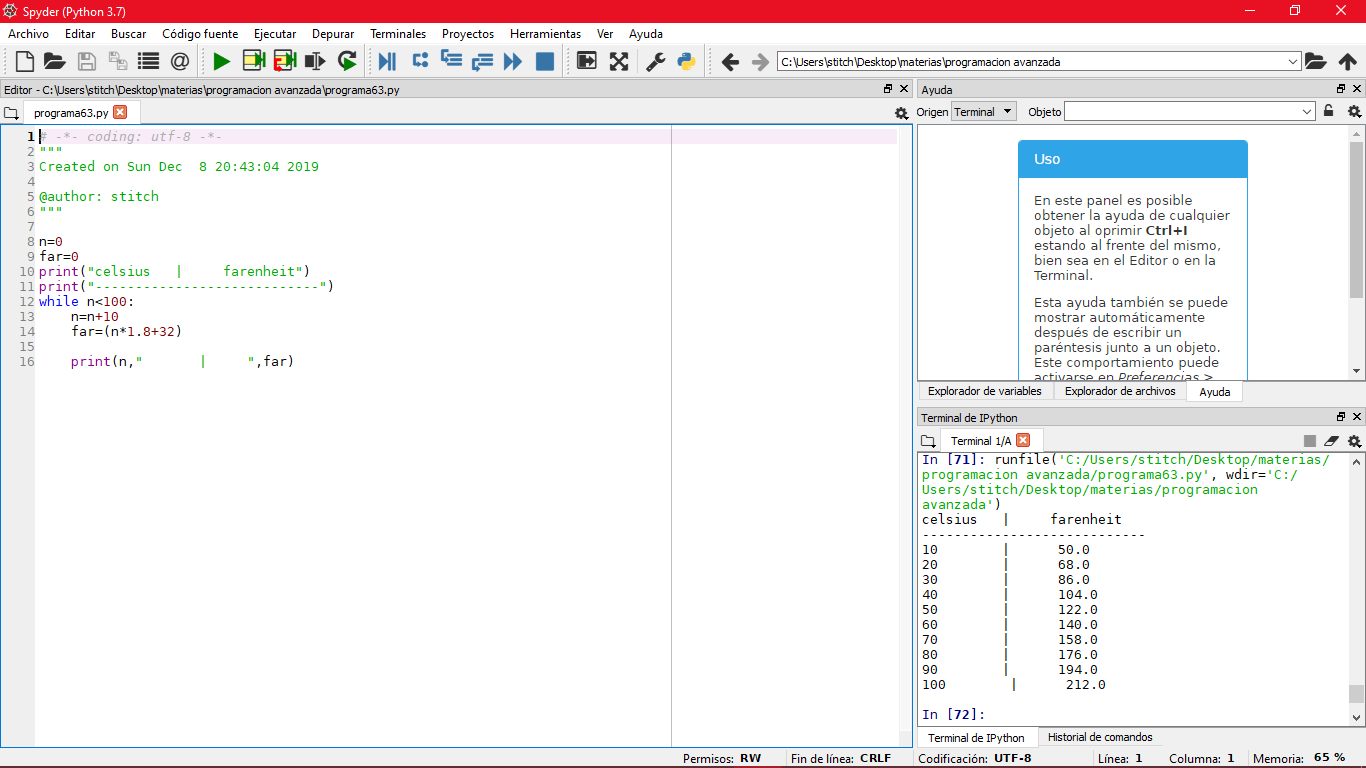 Spyder (Python 3.7)
Archivo Editar Buscar Código fuente Ejecutar Depurar Terminales Proyectos Herramientas Ver Ayuda
C:\Users\stitch\Desktop\materias\programacion avanzada
Editor - C:\Users\stitch\Desktop\materias\programacion avanzada\programa63.py
programa63.py
1 # -*- coding: utf-8 -*-
2 """
3 Created on Sun Dec  8 20:43:04 2019
4
5 @author: stitch
6 """
7
8 n=0
9 far=0
10 print("celsius   |     farenheit")
11 print("----------------------------")
12 while n<100:
13     n=n+10
14     far=(n*1.8+32)
15
16     print(n,"       |     ",far)
Ayuda
Origen Terminal Objeto
Uso
En este panel es posible
obtener la ayuda de cualquier
objeto al oprimir Ctrl+I
estando al frente del mismo,
bien sea en el Editor o en la
Terminal.
Esta ayuda también se puede
mostrar automáticamente
después de escribir un
paréntesis junto a un objeto.
Este comportamiento puede
activarse en Preferencias >
Explorador de variables Explorador de archivos Ayuda
Terminal de IPython
Terminal 1/A
In [71]: runfile('C:/Users/stitch/Desktop/materias/
programacion avanzada/programa63.py', wdir='C:/
Users/stitch/Desktop/materias/programacion
avanzada')
celsius   |     farenheit
----------------------------
10        |      50.0
20        |      68.0
30        |      86.0
40        |      104.0
50        |      122.0
60        |      140.0
70        |      158.0
80        |      176.0
90        |      194.0
100        |      212.0
In [72]:
Terminal de IPython Historial de comandos
Permisos: RW Fin de línea: CRLF Codificación: UTF-8 Línea: 1 Columna: 1 Memoria: 65 %